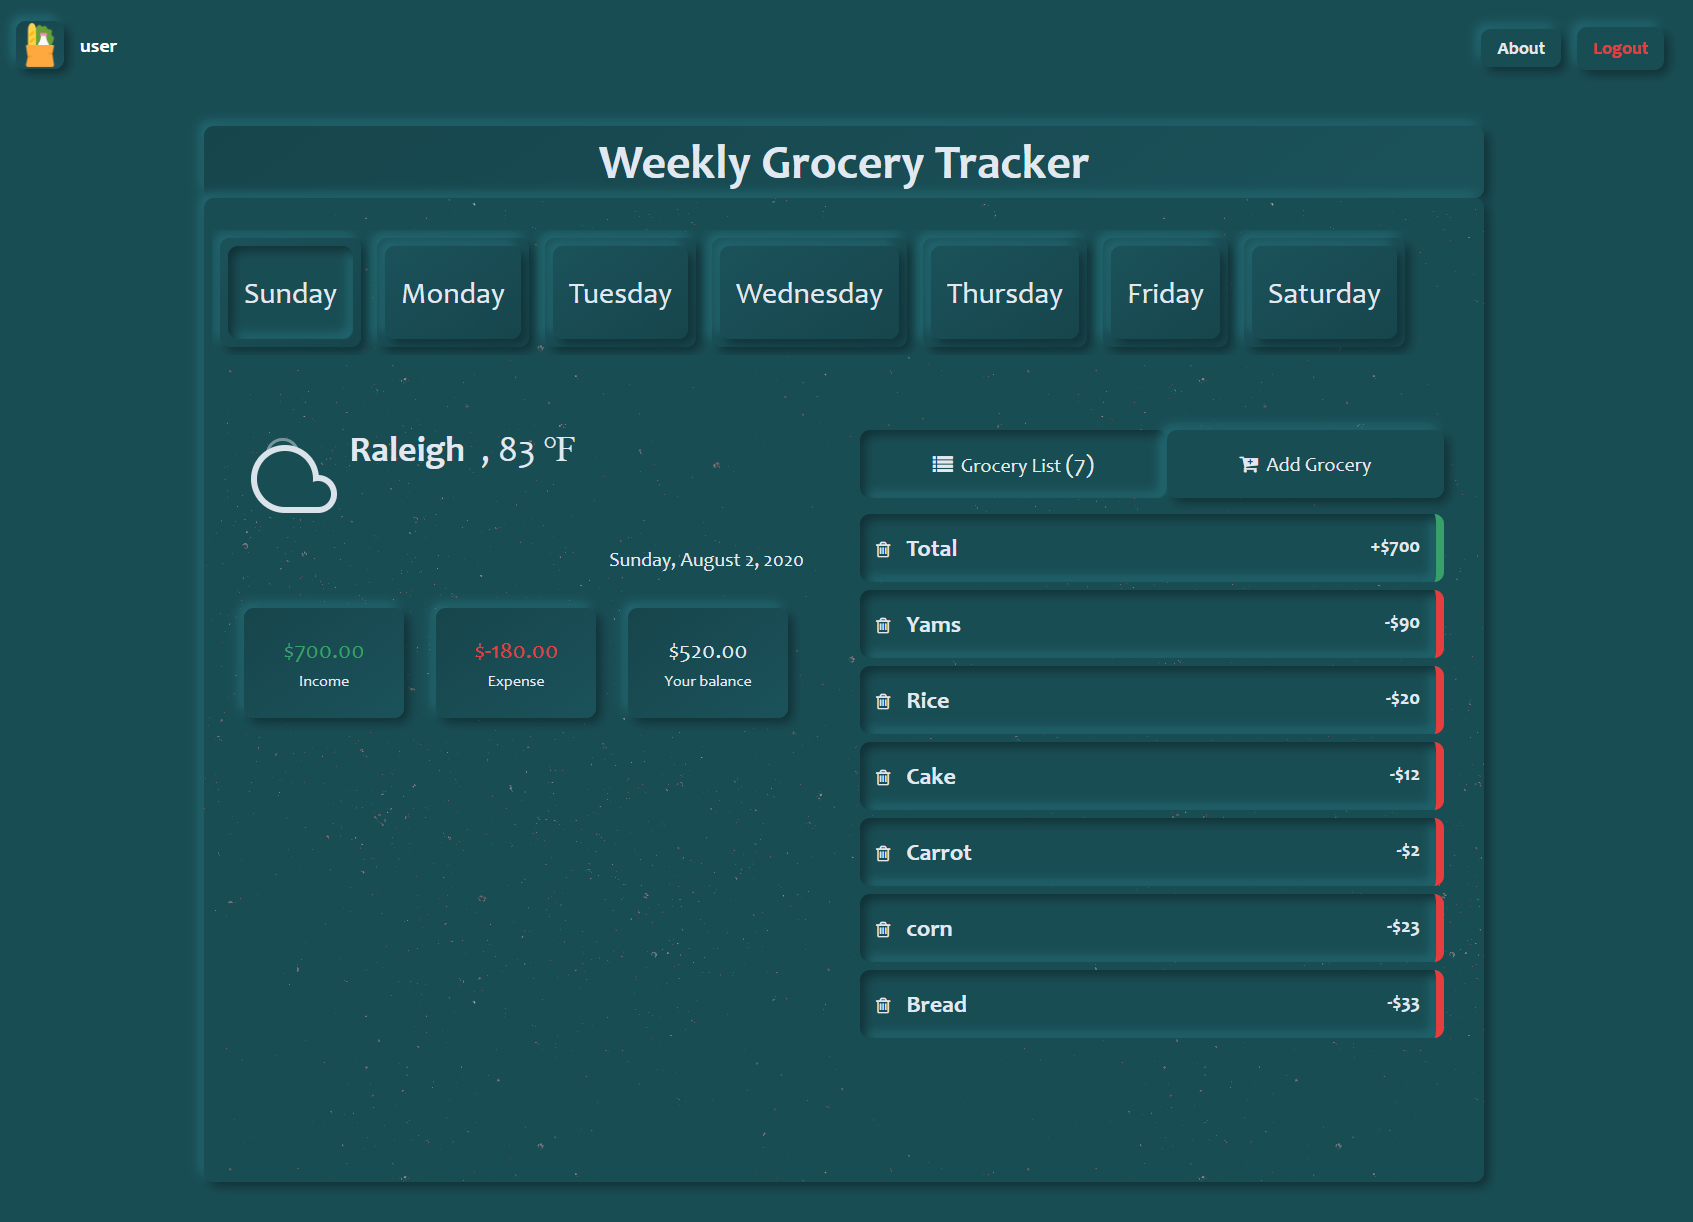 user
About
Logout
Weekly Grocery Tracker
Sunday
Monday
Tuesday
Wednesday
Thursday
Friday
Saturday
Raleigh , 83 °F
Sunday, August 2, 2020
$700.00
Income
$-180.00
Expense
$520.00
Your balance
Grocery List (7)
Add Grocery
Total +$700
Yams -$90
Rice -$20
Cake -$12
Carrot -$2
corn -$23
Bread -$33